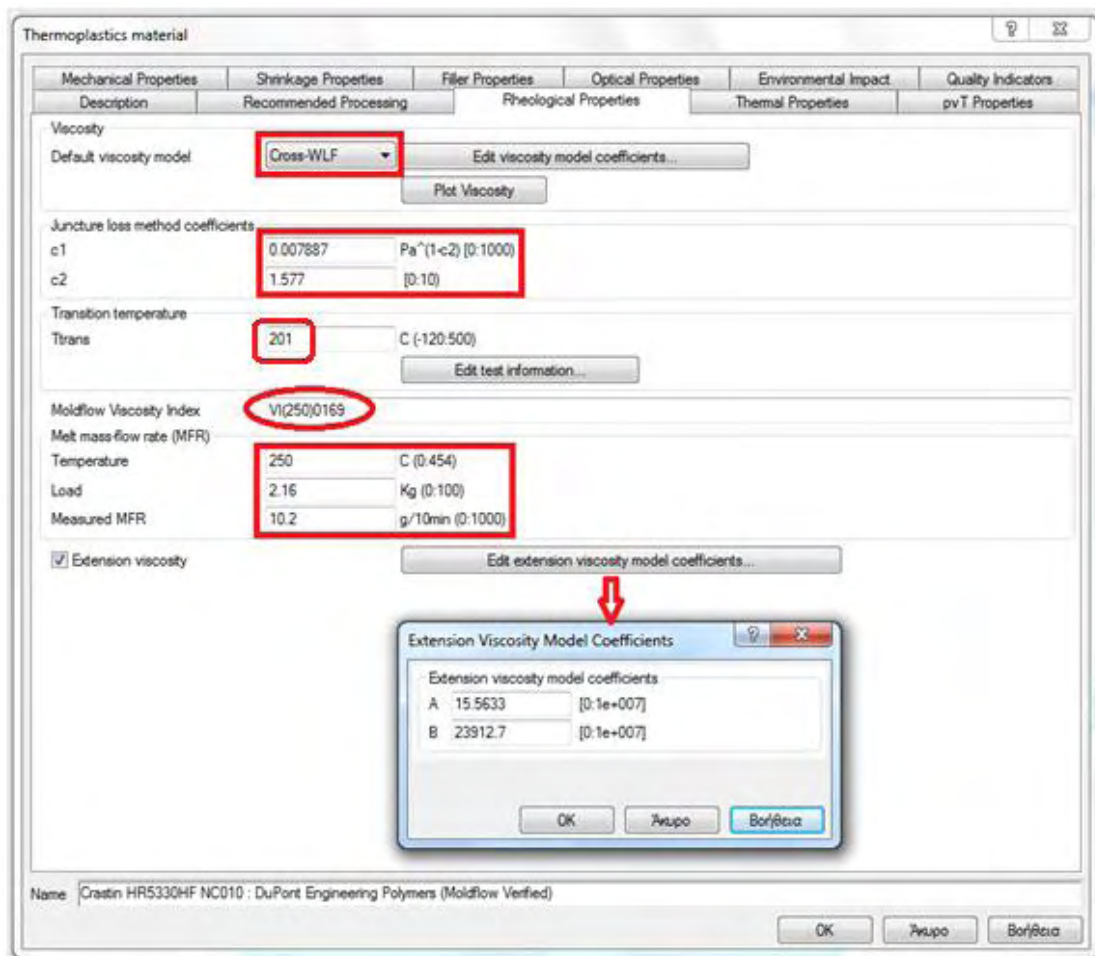 Thermoplastics material
Mechanical Properties Shrinkage Properties Filler Properties Optical Properties Environmental Impact Quality Indicators
Description Recommended Processing Rheological Properties Thermal Properties pvT Properties
Viscosity
Default viscosity model Cross-WLF Edit viscosity model coefficients...
Plot Viscosity
Juncture loss method coefficients
c1 0.007887 Pa^(1-c2) [0:1000)
c2 1.577 [0:10)
Transition temperature
Ttrans 201 C (-120:500)
Edit test information...
Moldflow Viscosity Index VI(250)0169
Melt mass-flow rate (MFR)
Temperature 250 C (0:454)
Load 2.16 Kg (0:100)
Measured MFR 10.2 g/10min (0:1000)
Extension viscosity Edit extension viscosity model coefficients...
Extension Viscosity Model Coefficients
Extension viscosity model coefficients
A 15.5633 [0:1e+007]
B 23912.7 [0:1e+007]
OK Άκυρο Βοήθεια
Name Crastin HR5330HF NC010 : DuPont Engineering Polymers (Moldflow Verified)
OK Άκυρο Βοήθεια